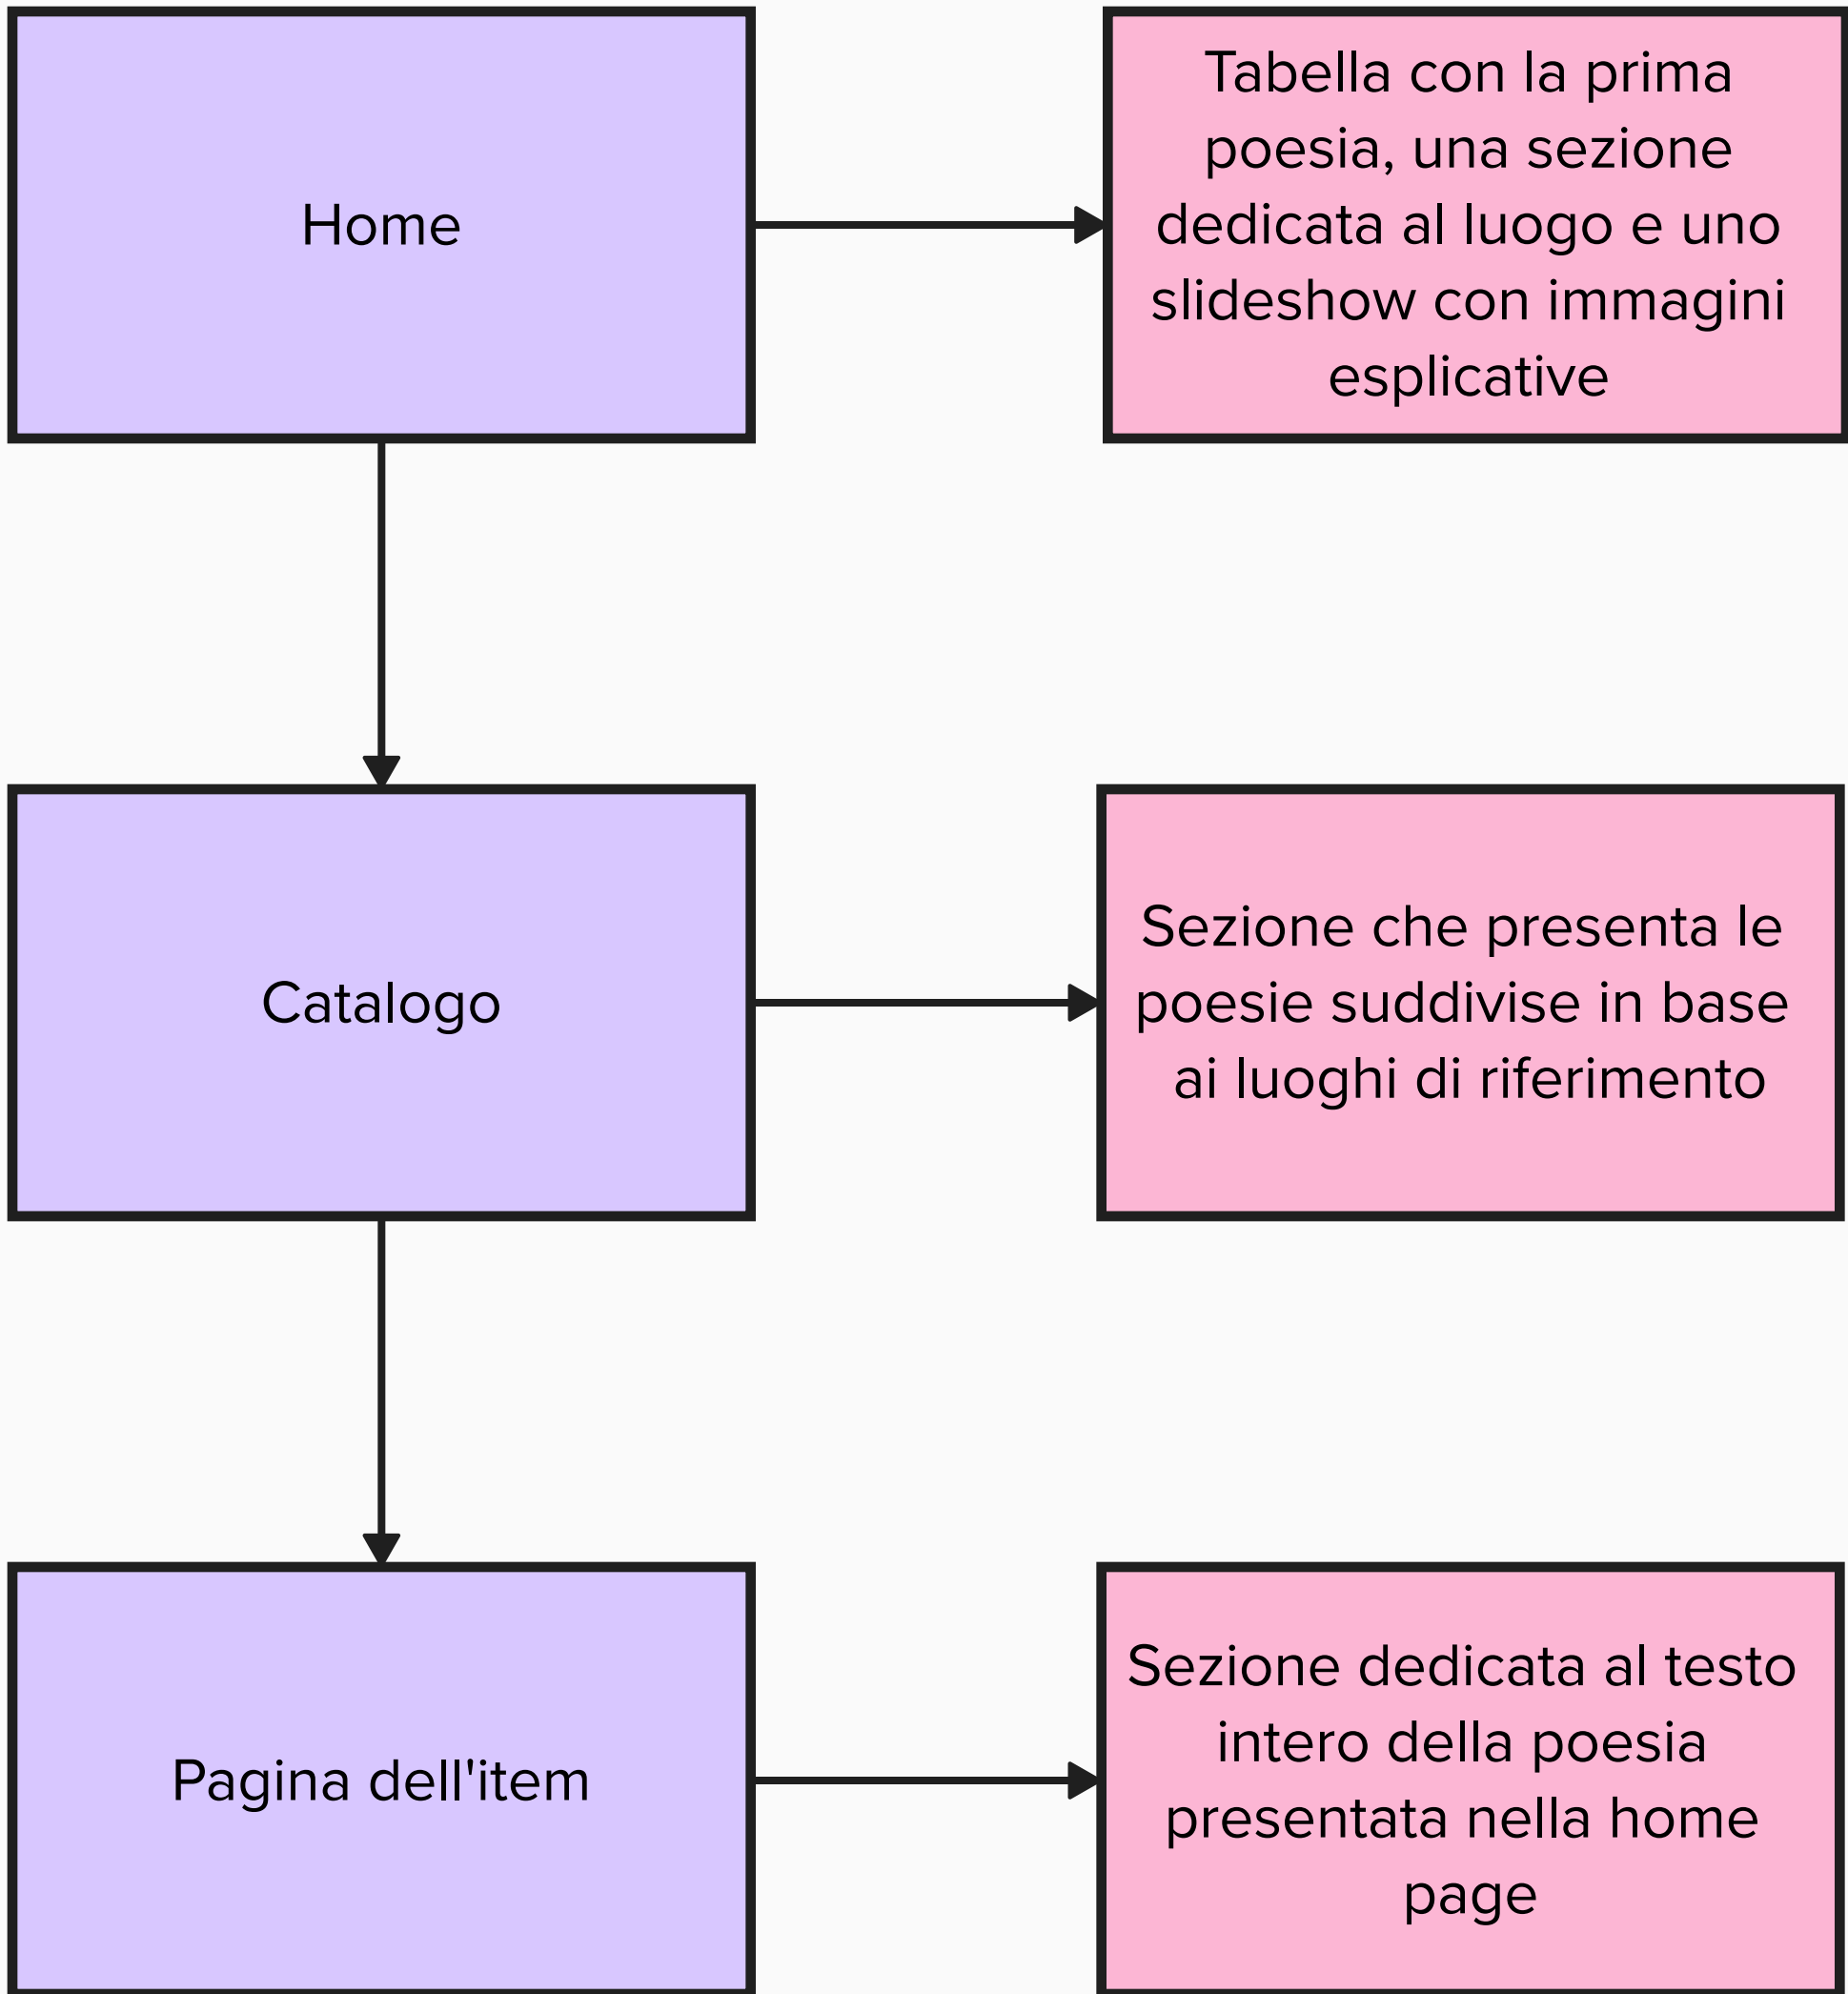 Home
Tabella con la prima
poesia, una sezione
dedicata al luogo e uno
slideshow con immagini
esplicative
Catalogo
Sezione che presenta le
poesie suddivise in base
ai luoghi di riferimento
Pagina dell'item
Sezione dedicata al testo
intero della poesia
presentata nella home
page